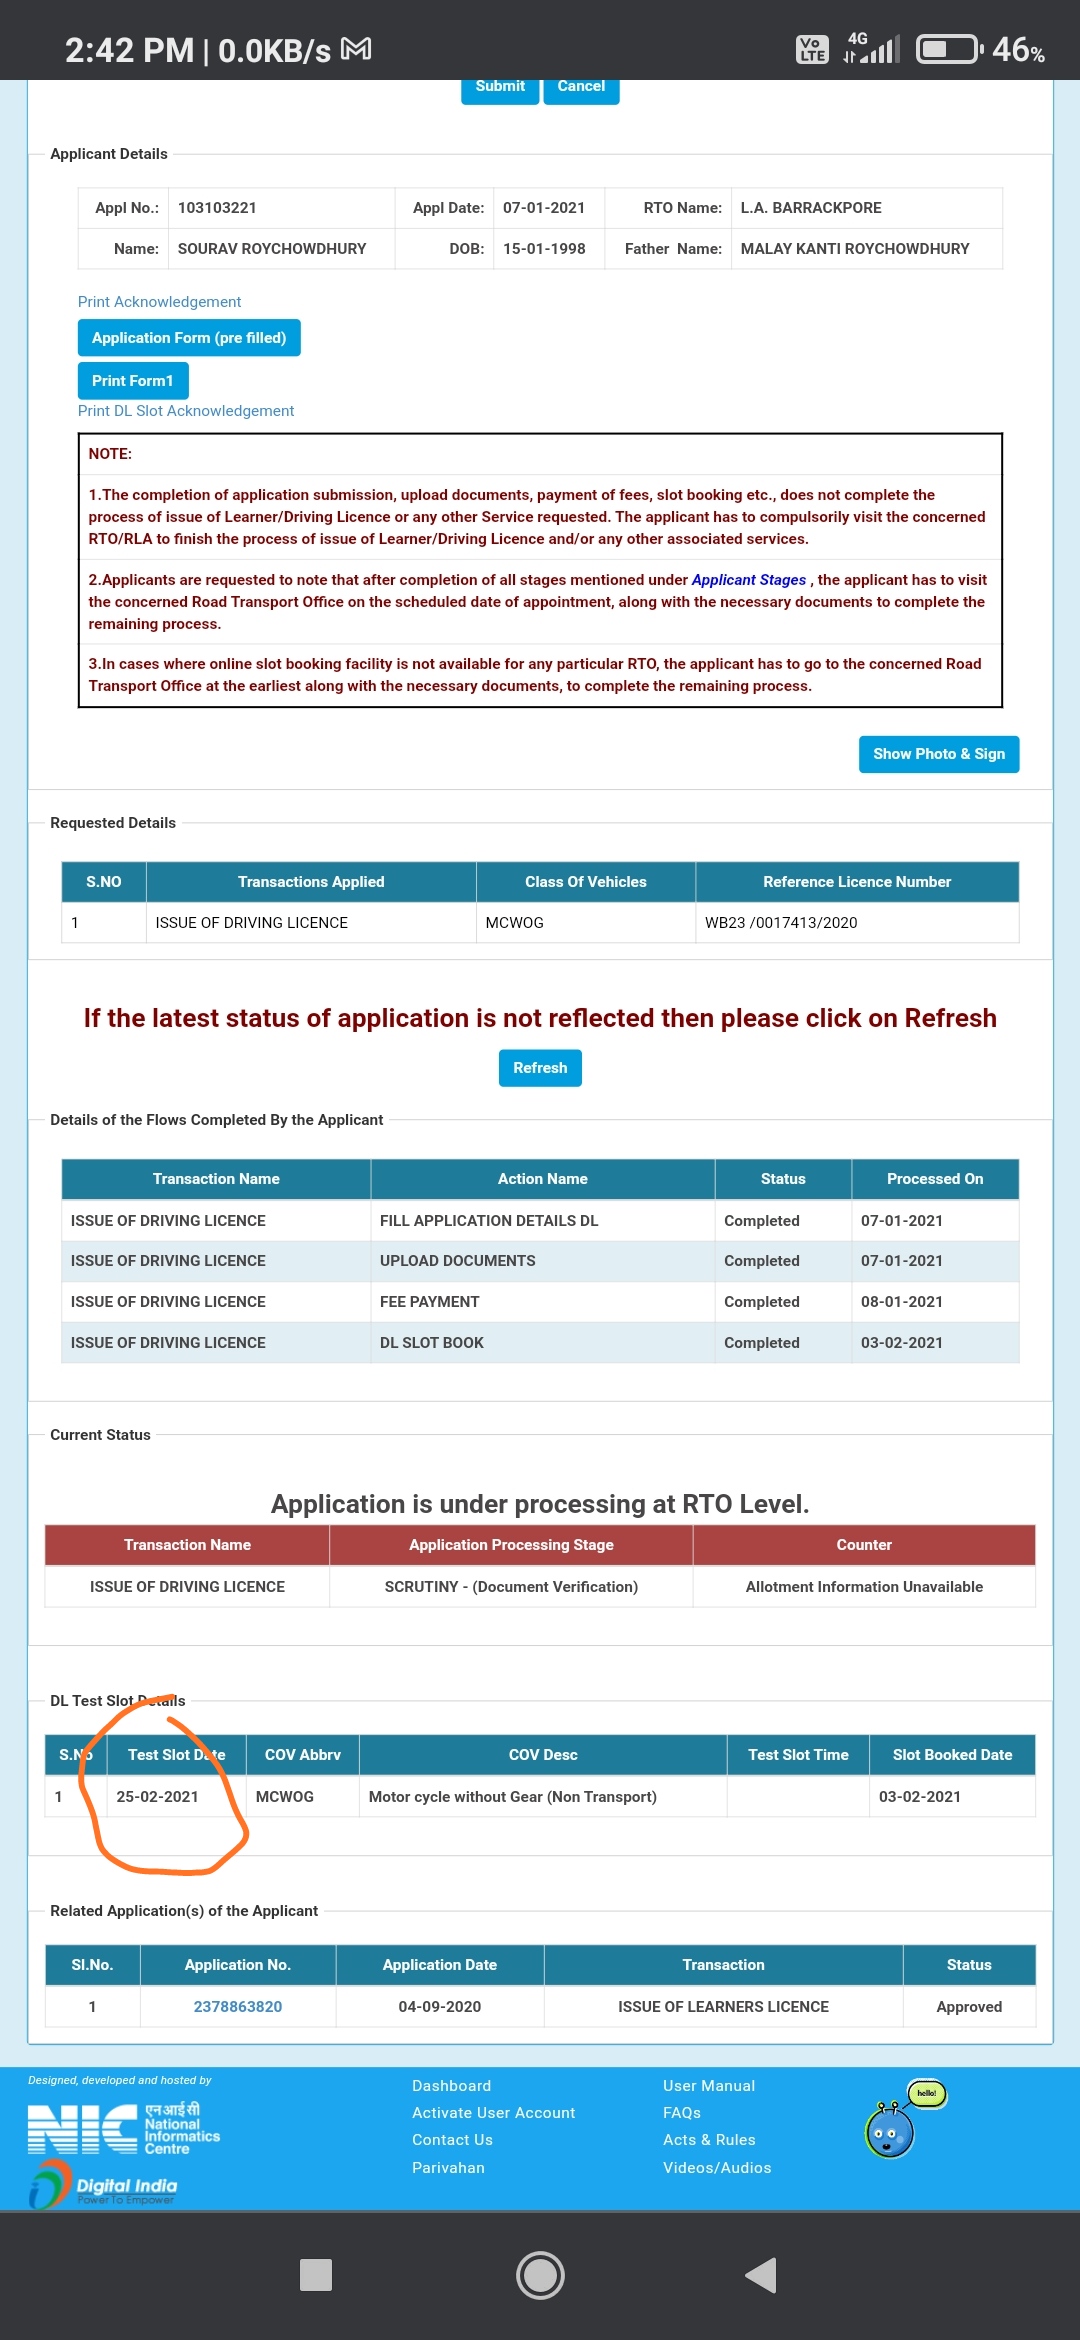 2:42 PM | 0.0KB/s
Vo LTE 4G 46%
Submit Cancel
Applicant Details
Appl No.: 103103221 Appl Date: 07-01-2021 RTO Name: L.A. BARRACKPORE
Name: SOURAV ROYCHOWDHURY DOB: 15-01-1998 Father Name: MALAY KANTI ROYCHOWDHURY
Print Acknowledgement
Application Form (pre filled)
Print Form1
Print DL Slot Acknowledgement
NOTE:
1.The completion of application submission, upload documents, payment of fees, slot booking etc., does not complete the
process of issue of Learner/Driving Licence or any other Service requested. The applicant has to compulsorily visit the concerned
RTO/RLA to finish the process of issue of Learner/Driving Licence and/or any other associated services.
2.Applicants are requested to note that after completion of all stages mentioned under Applicant Stages , the applicant has to visit
the concerned Road Transport Office on the scheduled date of appointment, along with the necessary documents to complete the
remaining process.
3.In cases where online slot booking facility is not available for any particular RTO, the applicant has to go to the concerned Road
Transport Office at the earliest along with the necessary documents, to complete the remaining process.
Show Photo & Sign
Requested Details
S.NO Transactions Applied Class Of Vehicles Reference Licence Number
1 ISSUE OF DRIVING LICENCE MCWOG WB23 /0017413/2020
If the latest status of application is not reflected then please click on Refresh
Refresh
Details of the Flows Completed By the Applicant
Transaction Name Action Name Status Processed On
ISSUE OF DRIVING LICENCE FILL APPLICATION DETAILS DL Completed 07-01-2021
ISSUE OF DRIVING LICENCE UPLOAD DOCUMENTS Completed 07-01-2021
ISSUE OF DRIVING LICENCE FEE PAYMENT Completed 08-01-2021
ISSUE OF DRIVING LICENCE DL SLOT BOOK Completed 03-02-2021
Current Status
Application is under processing at RTO Level.
Transaction Name Application Processing Stage Counter
ISSUE OF DRIVING LICENCE SCRUTINY - (Document Verification) Allotment Information Unavailable
DL Test Slot Details
S.No Test Slot Date COV Abbrv COV Desc Test Slot Time Slot Booked Date
1 25-02-2021 MCWOG Motor cycle without Gear (Non Transport) 03-02-2021
Related Application(s) of the Applicant
Sl.No. Application No. Application Date Transaction Status
1 2378863820 04-09-2020 ISSUE OF LEARNERS LICENCE Approved
Designed, developed and hosted by
NIC एनआईसी
National
Informatics
Centre
Digital India
Power To Empower
Dashboard
Activate User Account
Contact Us
Parivahan
User Manual
FAQs
Acts & Rules
Videos/Audios
hello!